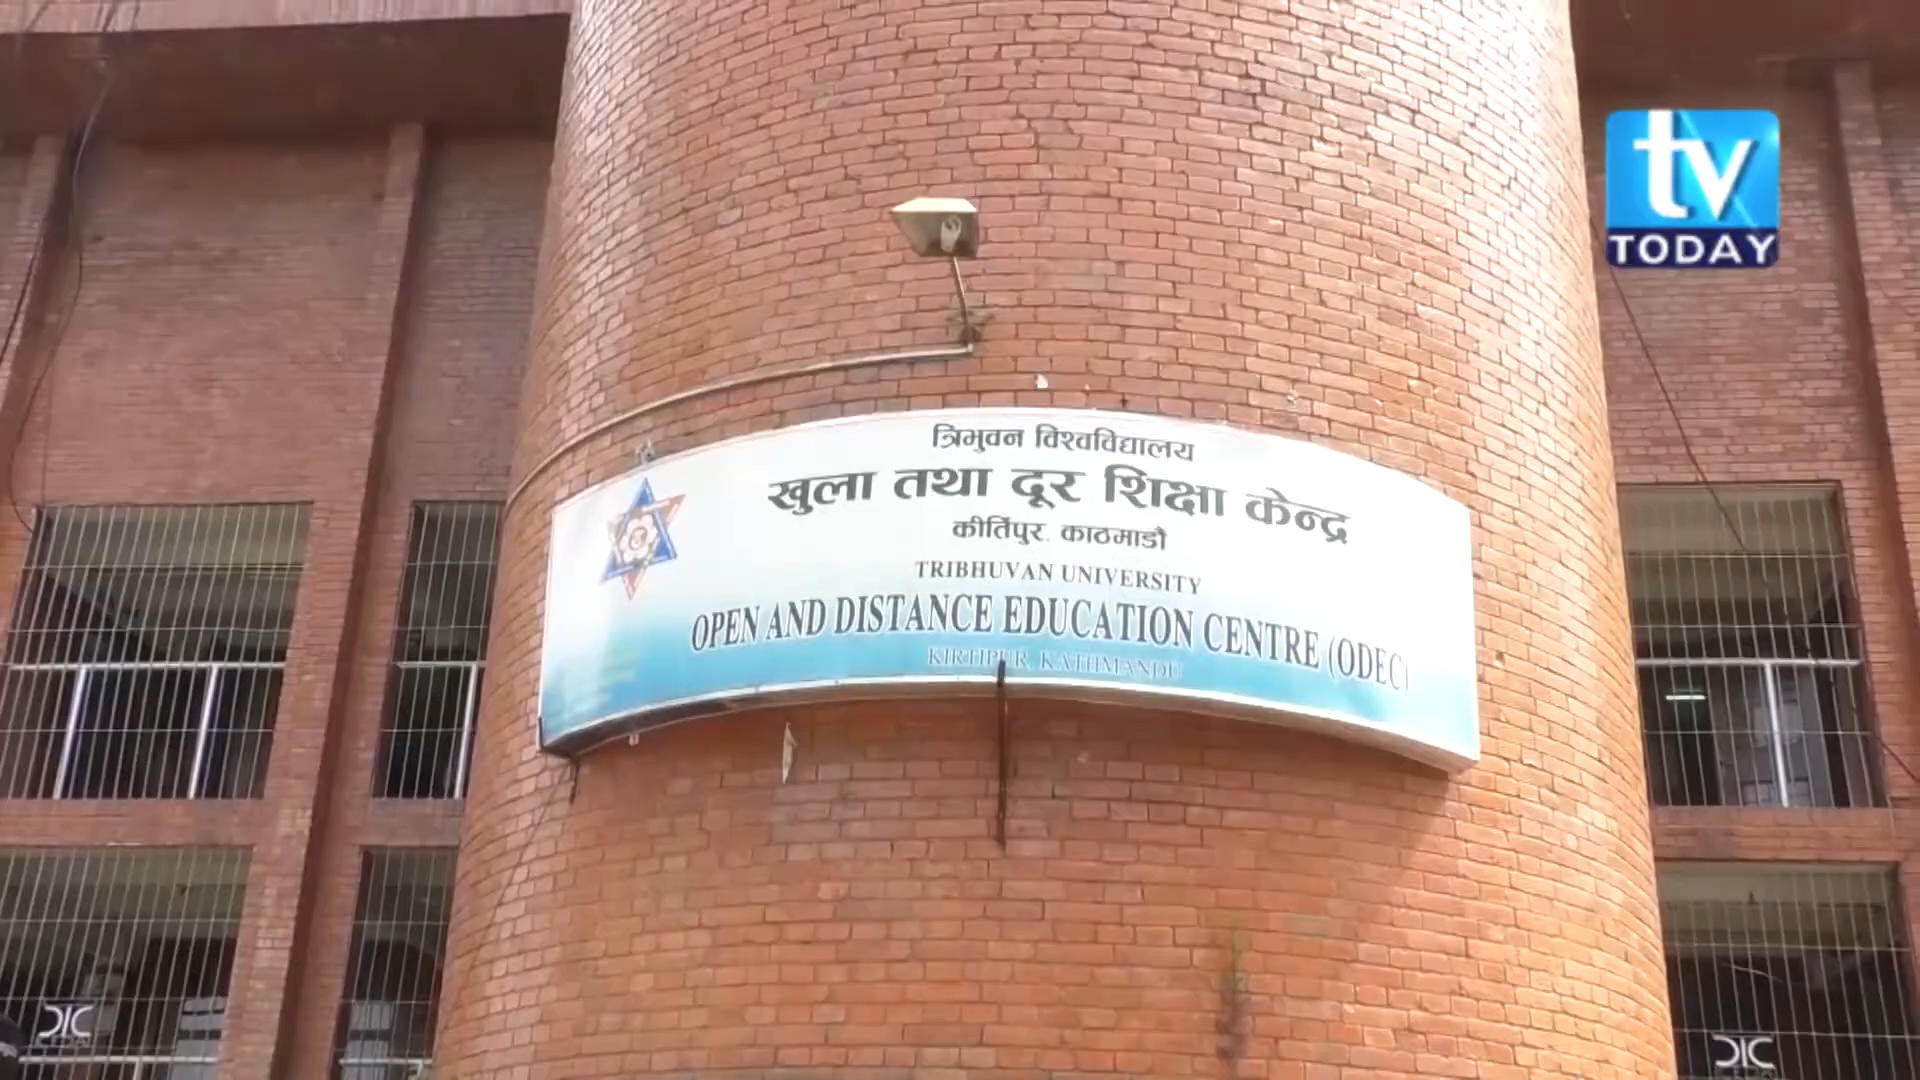 tv
TODAY
त्रिभुवन विश्वविद्यालय
खुला तथा दूर शिक्षा केन्द्र
कीर्तिपुर, काठमाडौं
TRIBHUVAN UNIVERSITY
OPEN AND DISTANCE EDUCATION CENTRE (ODEC)
KIRTIPUR, KATHMANDU